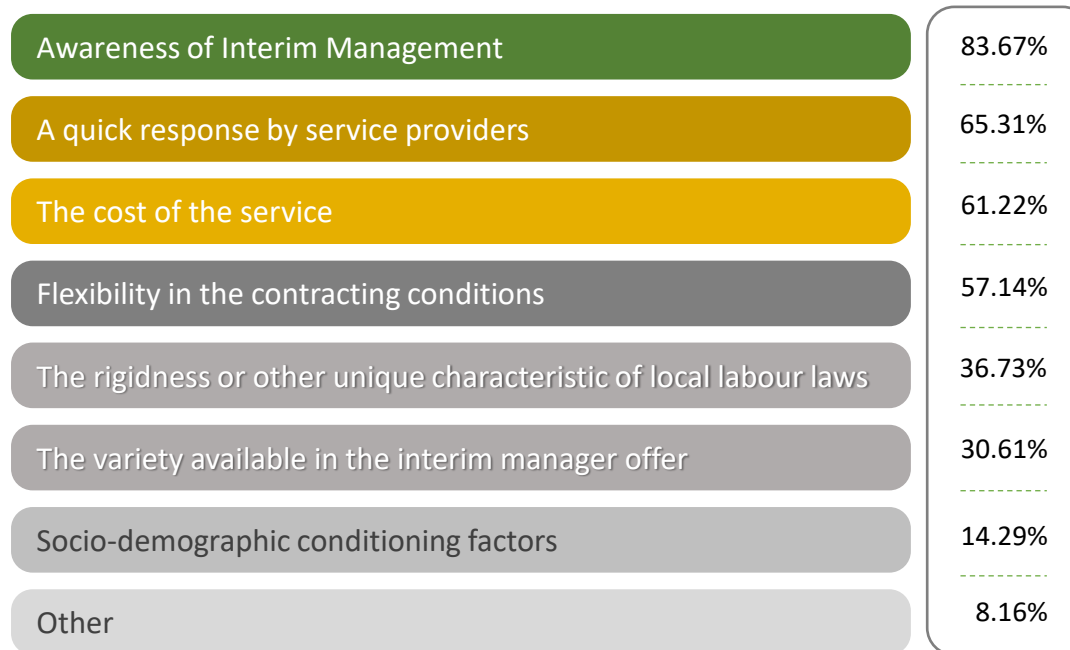 Awareness of Interim Management 83.67%
A quick response by service providers 65.31%
The cost of the service 61.22%
Flexibility in the contracting conditions 57.14%
The rigidness or other unique characteristic of local labour laws 36.73%
The variety available in the interim manager offer 30.61%
Socio-demographic conditioning factors 14.29%
Other 8.16%